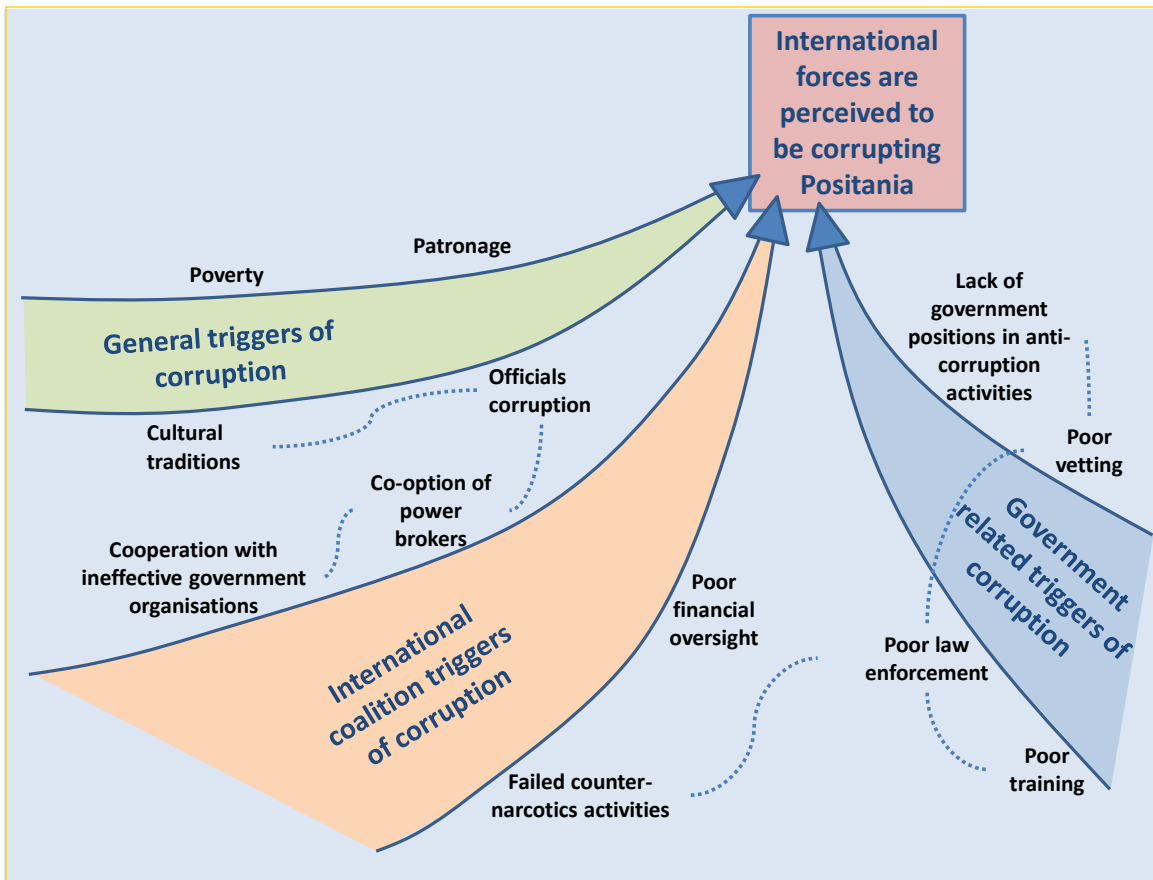 International
forces are
perceived to
be corrupting
Positania
Patronage
Poverty
General triggers of
corruption
Lack of
government
positions in anti-
corruption
activities
Officials
corruption
Cultural
traditions
Poor
vetting
Co-option of
power
brokers
Cooperation with
ineffective government
organisations
Government
related triggers of
corruption
Poor
financial
oversight
International
coalition triggers
of corruption
Poor law
enforcement
Failed counter-
narcotics activities
Poor
training